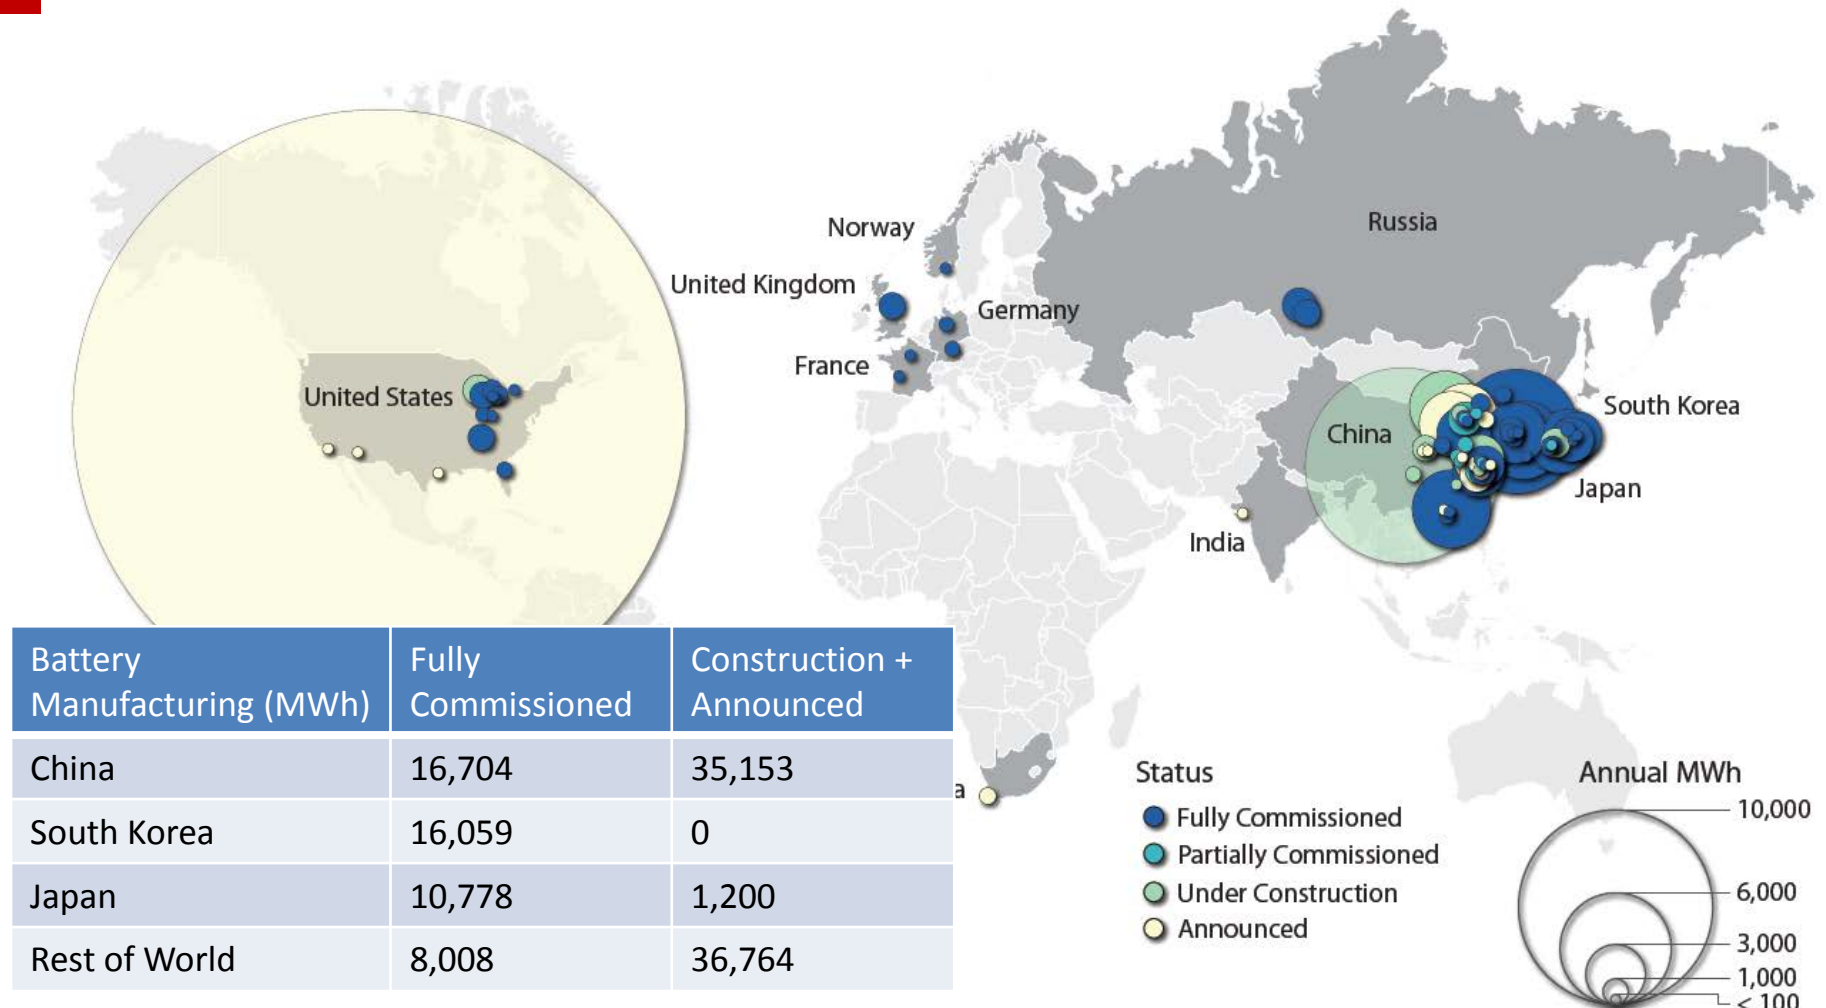 Norway
Russia
United Kingdom
Germany
France
United States
South Korea
China
Japan
India
Battery
Manufacturing (MWh)
Fully
Commissioned
Construction +
Announced
China 16,704 35,153
South Korea 16,059 0
Japan 10,778 1,200
Rest of World 8,008 36,764
a
Status
Fully Commissioned
Partially Commissioned
Under Construction
Announced
Annual MWh
10,000
6,000
3,000
1,000
< 100